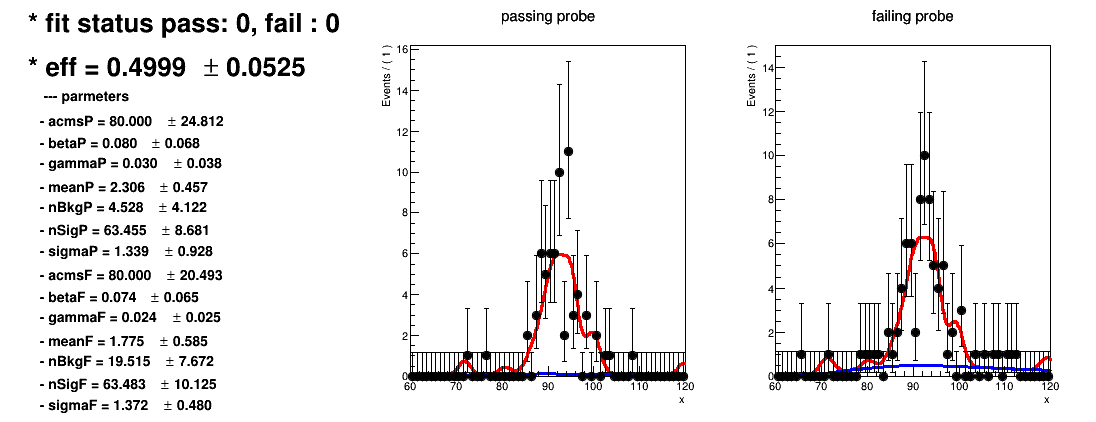 * fit status pass: 0, fail : 0
* eff = 0.4999 ± 0.0525
--- parmeters
- acmsP = 80.000 ± 24.812
- betaP = 0.080 ± 0.068
- gammaP = 0.030 ± 0.038
- meanP = 2.306 ± 0.457
- nBkgP = 4.528 ± 4.122
- nSigP = 63.455 ± 8.681
- sigmaP = 1.339 ± 0.928
- acmsF = 80.000 ± 20.493
- betaF = 0.074 ± 0.065
- gammaF = 0.024 ± 0.025
- meanF = 1.775 ± 0.585
- nBkgF = 19.515 ± 7.672
- nSigF = 63.483 ± 10.125
- sigmaF = 1.372 ± 0.480
passing probe
Events / ( 1 )
16
14
12
10
8
6
4
2
0
60 70 80 90 100 110 120
x
failing probe
Events / ( 1 )
14
12
10
8
6
4
2
0
60 70 80 90 100 110 120
x